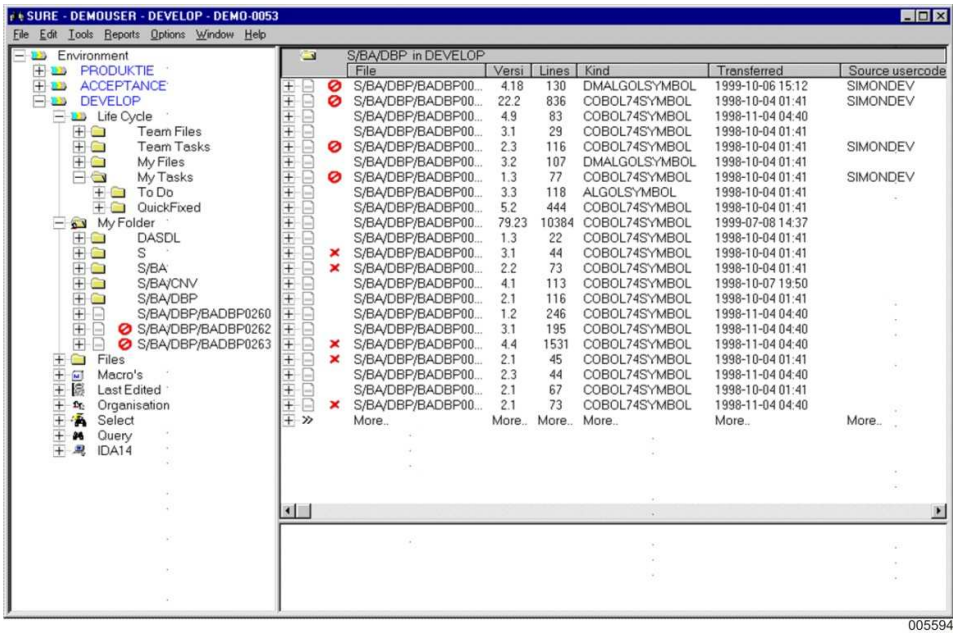 SURE - DEMOUSER - DEVELOP - DEMO-0053
File Edit Tools Reports Options Window Help
Environment
PRODUKTIE
ACCEPTANCE
DEVELOP
Life Cycle
Team Files
Team Tasks
My Files
My Tasks
To Do
QuickFixed
My Folder
DASDL
S
S/BA
S/BA/CNV
S/BA/DBP
S/BA/DBP/BADBP0260
S/BA/DBP/BADBP0262
S/BA/DBP/BADBP0263
Files
Macro's
Last Edited
Organisation
Select
Query
IDA14
S/BA/DBP in DEVELOP
File Versi Lines Kind Transferred Source usercode
S/BA/DBP/BADBP00... 4.18 130 DMALGOLSYMBOL 1999-10-06 15:12 SIMONDEV
S/BA/DBP/BADBP00... 22.2 836 COBOL74SYMBOL 1998-10-04 01:41 SIMONDEV
S/BA/DBP/BADBP00... 4.9 83 COBOL74SYMBOL 1998-11-04 04:40
S/BA/DBP/BADBP00... 3.1 29 COBOL74SYMBOL 1998-10-04 01:41
S/BA/DBP/BADBP00... 2.3 116 COBOL74SYMBOL 1998-10-04 01:41 SIMONDEV
S/BA/DBP/BADBP00... 3.2 107 DMALGOLSYMBOL 1998-10-04 01:41
S/BA/DBP/BADBP00... 1.3 77 COBOL74SYMBOL 1998-10-04 01:41 SIMONDEV
S/BA/DBP/BADBP00... 3.3 118 ALGOLSYMBOL 1998-10-04 01:41
S/BA/DBP/BADBP00... 5.2 444 COBOL74SYMBOL 1998-10-04 01:41
S/BA/DBP/BADBP00... 79.23 10384 COBOL74SYMBOL 1999-07-08 14:37
S/BA/DBP/BADBP00... 1.3 22 COBOL74SYMBOL 1998-10-04 01:41
S/BA/DBP/BADBP00... 3.1 44 COBOL74SYMBOL 1998-10-04 01:41
S/BA/DBP/BADBP00... 2.2 73 COBOL74SYMBOL 1998-10-04 01:41
S/BA/DBP/BADBP00... 4.1 113 COBOL74SYMBOL 1998-10-07 19:50
S/BA/DBP/BADBP00... 2.1 116 COBOL74SYMBOL 1998-10-04 01:41
S/BA/DBP/BADBP00... 1.2 246 COBOL74SYMBOL 1998-11-04 04:40
S/BA/DBP/BADBP00... 3.1 195 COBOL74SYMBOL 1998-11-04 04:40
S/BA/DBP/BADBP00... 4.4 1531 COBOL74SYMBOL 1998-11-04 04:40
S/BA/DBP/BADBP00... 2.1 45 COBOL74SYMBOL 1998-10-04 01:41
S/BA/DBP/BADBP00... 2.3 44 COBOL74SYMBOL 1998-11-04 04:40
S/BA/DBP/BADBP00... 2.1 67 COBOL74SYMBOL 1998-10-04 01:41
S/BA/DBP/BADBP00... 2.1 73 COBOL74SYMBOL 1998-11-04 04:40
More.. More.. More.. More.. More.. More..
005594